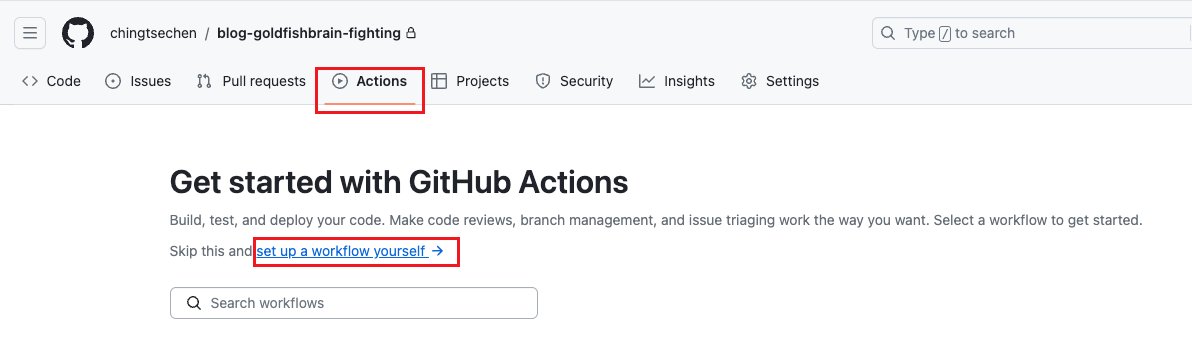 chingtsechen / blog-goldfishbrain-fighting
Type / to search
Code Issues Pull requests Actions Projects Security Insights Settings
Get started with GitHub Actions
Build, test, and deploy your code. Make code reviews, branch management, and issue triaging work the way you want. Select a workflow to get started.
Skip this and set up a workflow yourself →
Search workflows